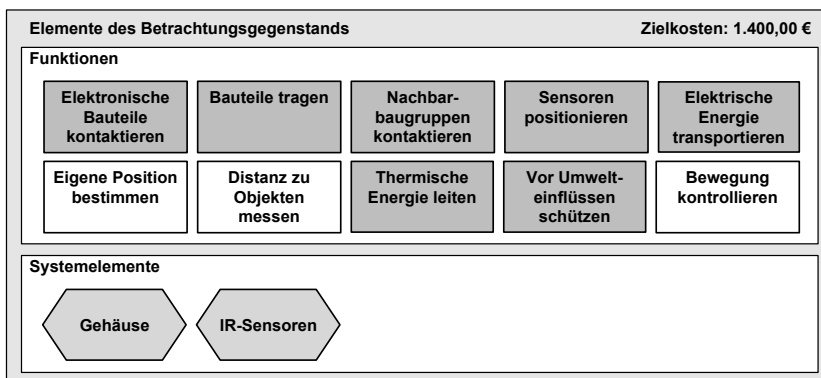 Elemente des Betrachtungsgegenstands Zielkosten: 1.400,00 €
Funktionen
Elektronische
Bauteile
kontaktieren
Bauteile tragen
Nachbar-
baugruppen
kontaktieren
Sensoren
positionieren
Elektrische
Energie
transportieren
Eigene Position
bestimmen
Distanz zu
Objekten
messen
Thermische
Energie leiten
Vor Umwelt-
einflüssen
schützen
Bewegung
kontrollieren
Systemelemente
Gehäuse
IR-Sensoren